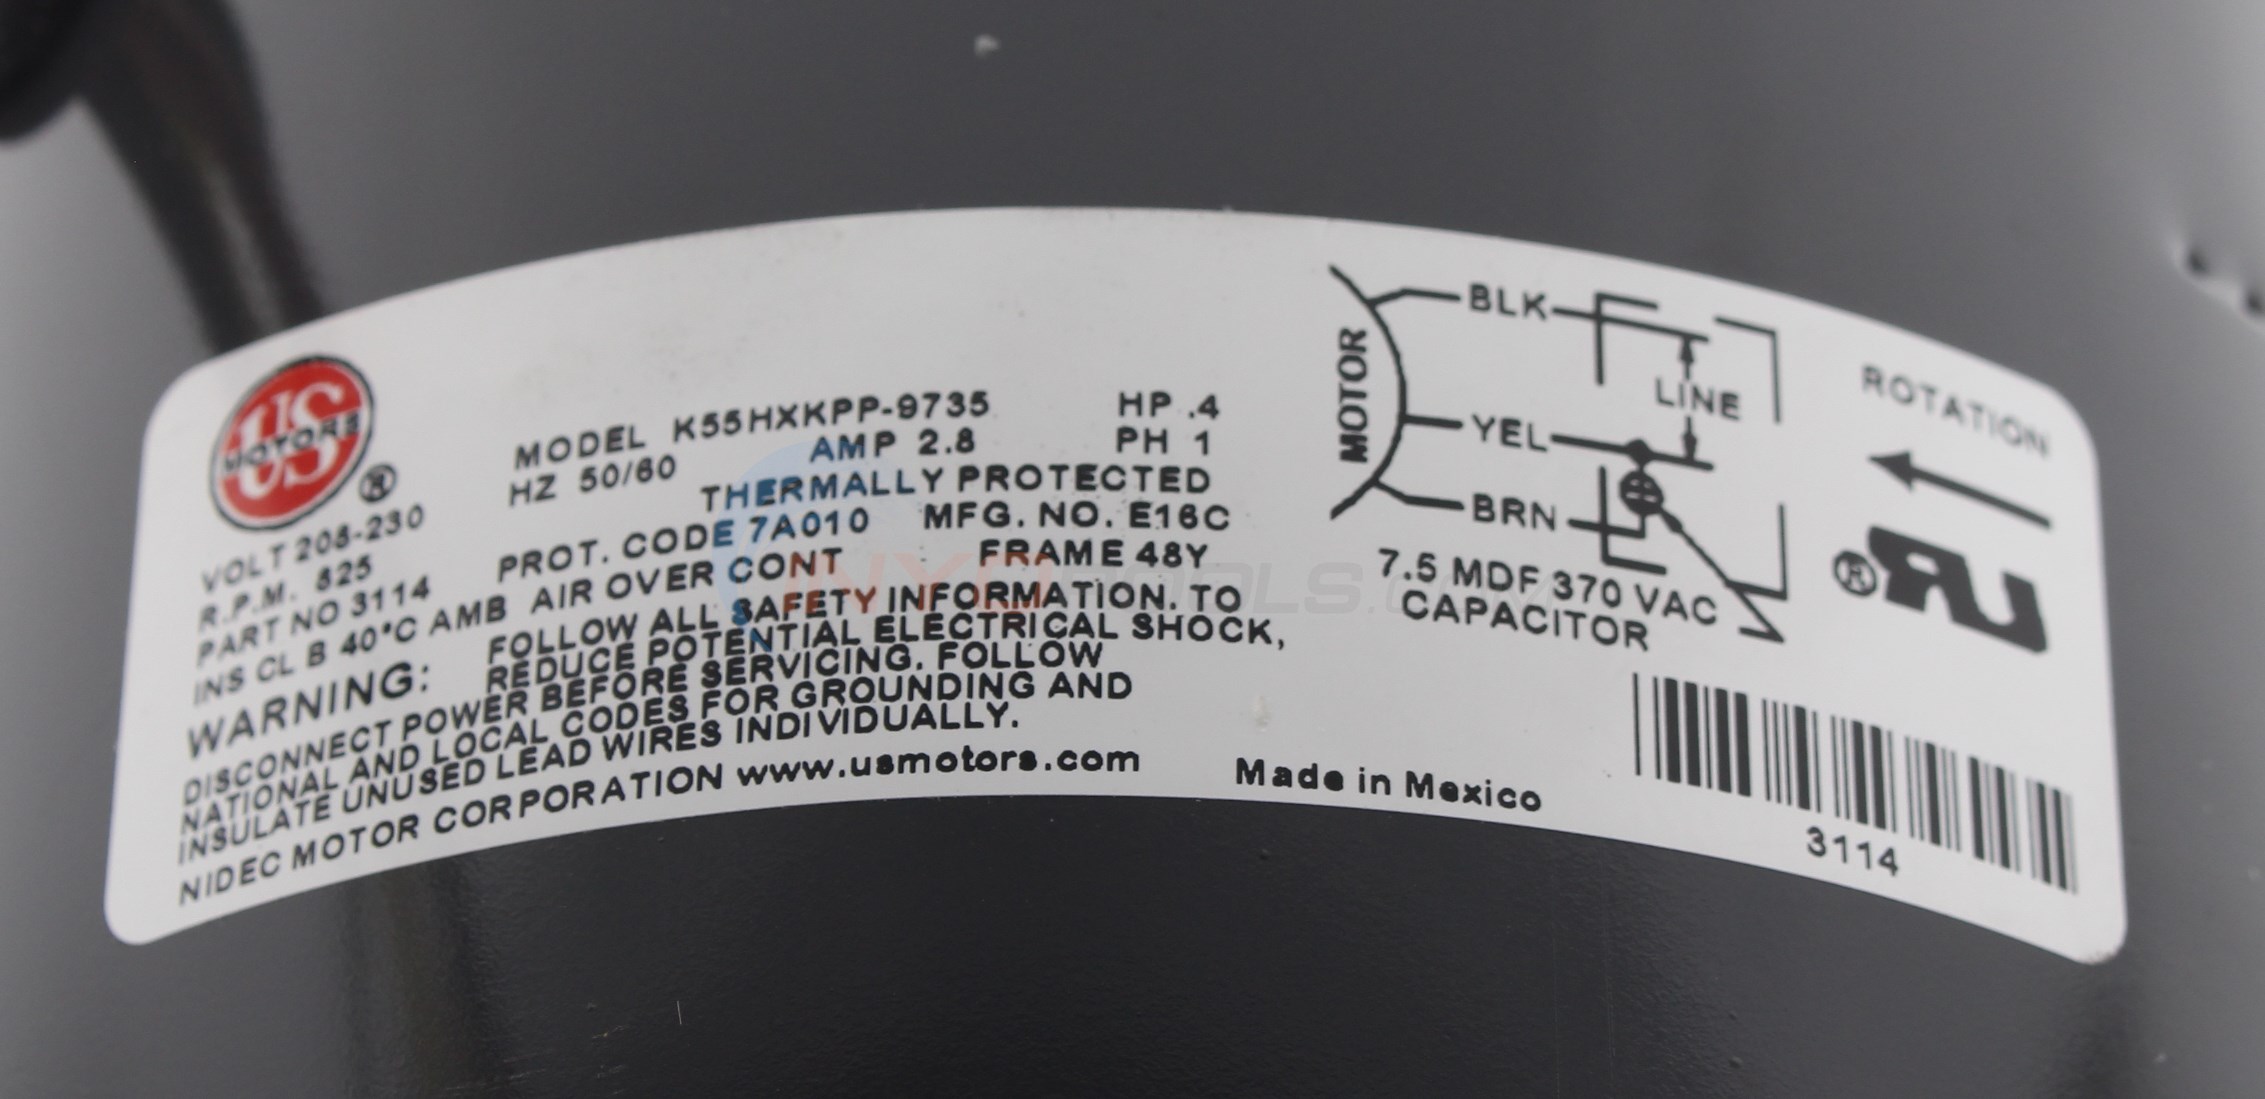 US
MOTORS
®
MODEL K55HXKPP-9735 HP .4
HZ 50/60 AMP 2.8 PH 1
VOLT 208-230 THERMALLY PROTECTED
R.P.M. 825 PROT. CODE 7A010 MFG. NO. E16C
PART NO 3114
INS CL B 40°C AMB AIR OVER CONT FRAME 48Y
WARNING: FOLLOW ALL SAFETY INFORMATION. TO
REDUCE POTENTIAL ELECTRICAL SHOCK,
DISCONNECT POWER BEFORE SERVICING. FOLLOW
NATIONAL AND LOCAL CODES FOR GROUNDING AND
INSULATE UNUSED LEAD WIRES INDIVIDUALLY.
NIDEC MOTOR CORPORATION www.usmotors.com
Made in Mexico
MOTOR
BLK
LINE
YEL
BRN
7.5 MDF 370 VAC
CAPACITOR
ROTATION
®
3114
INYOPOOLS.COM